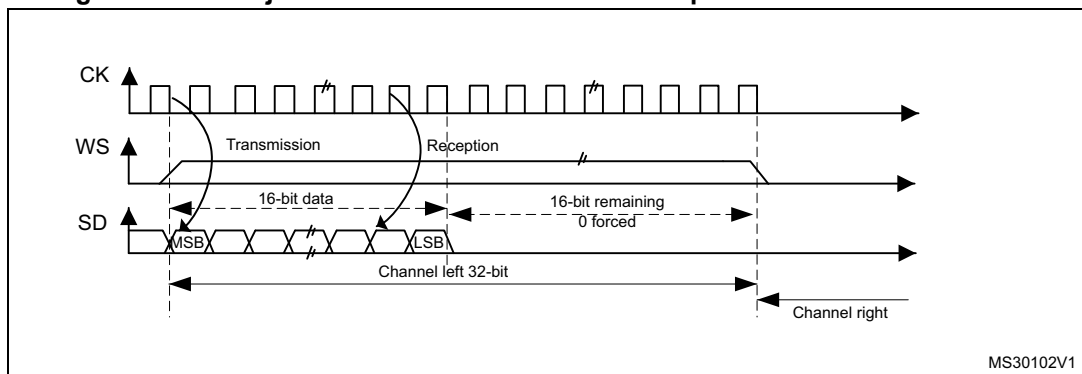 CK
WS
Transmission
Reception
16-bit data
16-bit remaining
0 forced
SD
MSB
LSB
Channel left 32-bit
Channel right
MS30102V1